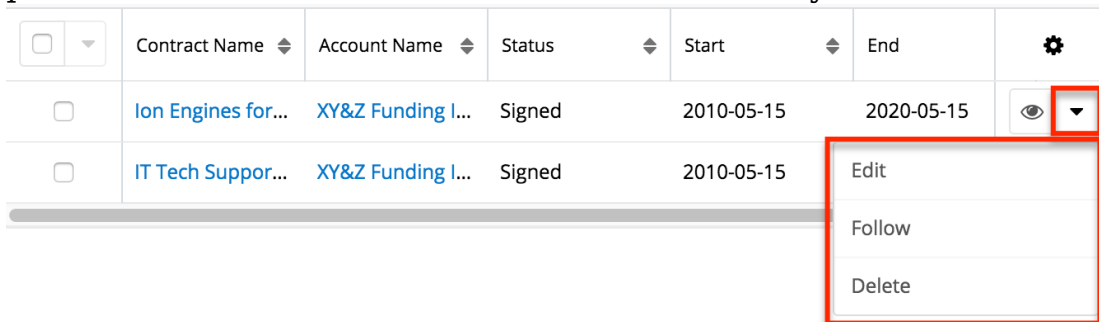 Contract Name Account Name Status Start End
Ion Engines for... XY&Z Funding I... Signed 2010-05-15 2020-05-15
IT Tech Suppor... XY&Z Funding I... Signed 2010-05-15
Edit
Follow
Delete